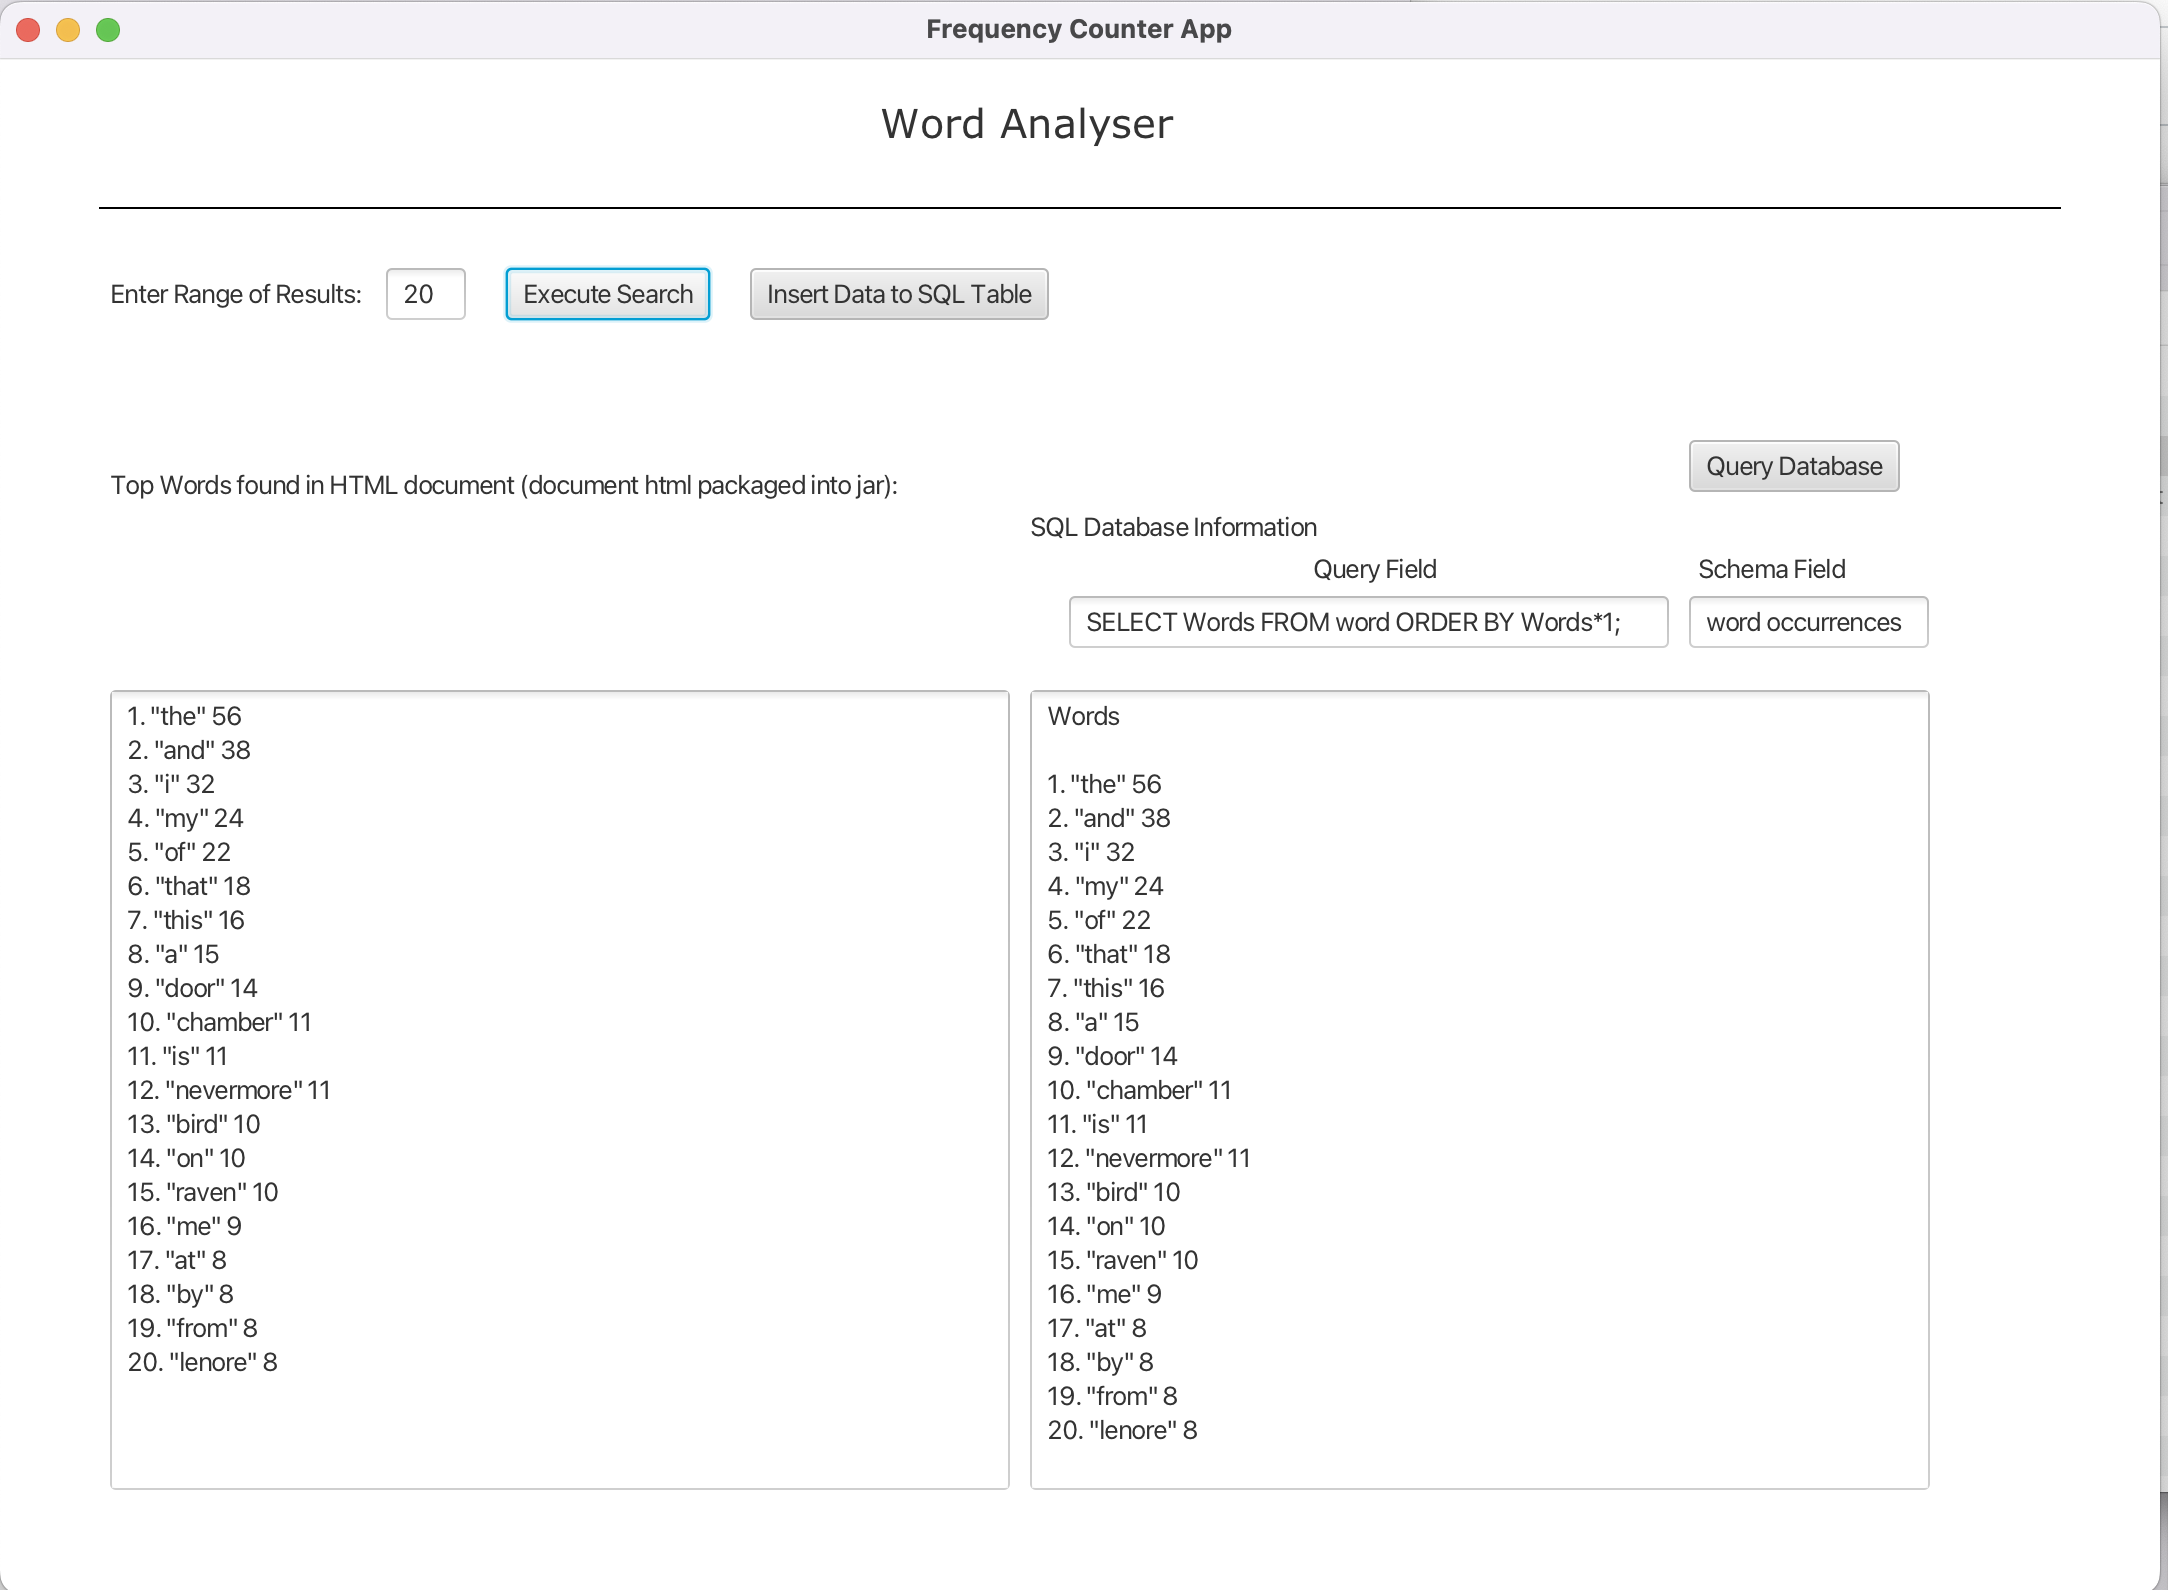 Frequency Counter App
Word Analyser
Enter Range of Results: 20 Execute Search Insert Data to SQL Table
Query Database
Top Words found in HTML document (document html packaged into jar):
SQL Database Information
Query Field Schema Field
SELECT Words FROM word ORDER BY Words*1; word occurrences
1. "the" 56
2. "and" 38
3. "i" 32
4. "my" 24
5. "of" 22
6. "that" 18
7. "this" 16
8. "a" 15
9. "door" 14
10. "chamber" 11
11. "is" 11
12. "nevermore" 11
13. "bird" 10
14. "on" 10
15. "raven" 10
16. "me" 9
17. "at" 8
18. "by" 8
19. "from" 8
20. "lenore" 8
Words
1. "the" 56
2. "and" 38
3. "i" 32
4. "my" 24
5. "of" 22
6. "that" 18
7. "this" 16
8. "a" 15
9. "door" 14
10. "chamber" 11
11. "is" 11
12. "nevermore" 11
13. "bird" 10
14. "on" 10
15. "raven" 10
16. "me" 9
17. "at" 8
18. "by" 8
19. "from" 8
20. "lenore" 8